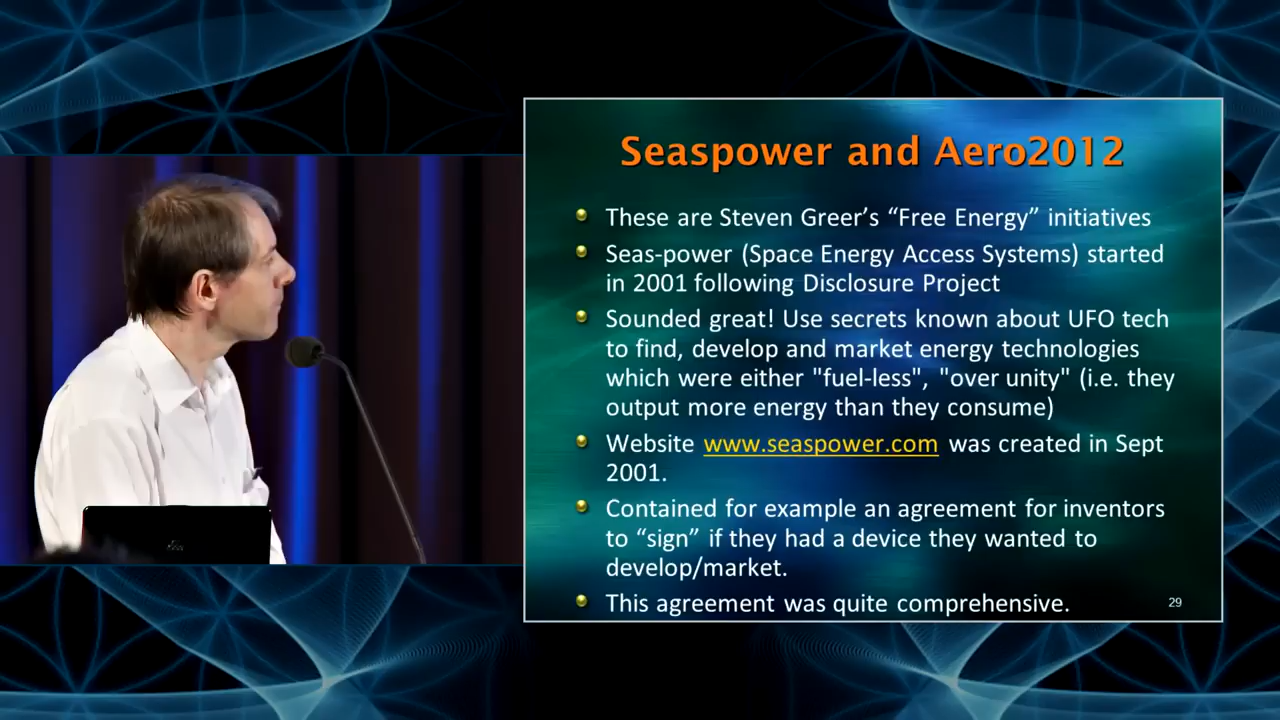 Seaspower and Aero2012
These are Steven Greer’s “Free Energy” initiatives
Seas-power (Space Energy Access Systems) started
in 2001 following Disclosure Project
Sounded great! Use secrets known about UFO tech
to find, develop and market energy technologies
which were either "fuel-less", "over unity" (i.e. they
output more energy than they consume)
Website www.seaspower.com was created in Sept
2001.
Contained for example an agreement for inventors
to “sign” if they had a device they wanted to
develop/market.
This agreement was quite comprehensive.
29